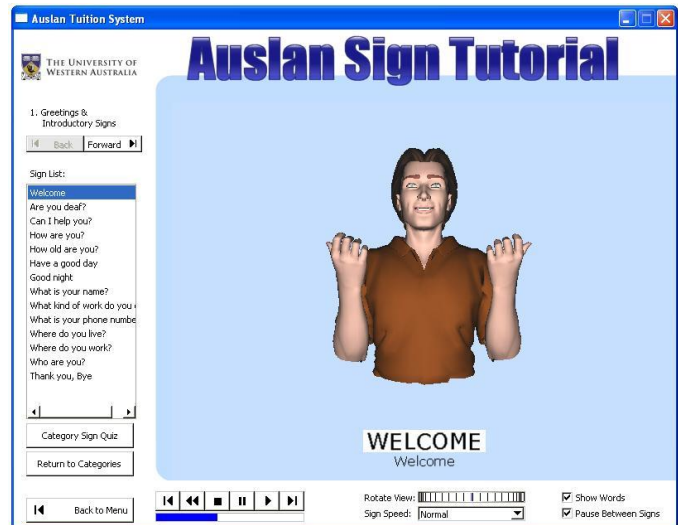 Auslan Tuition System
THE UNIVERSITY OF
WESTERN AUSTRALIA
Auslan Sign Tutorial
1. Greetings &
Introductory Signs
Back
Forward
Sign List:
Welcome
Are you deaf?
Can I help you?
How are you?
How old are you?
Have a good day
Good night
What is your name?
What kind of work do you
What is your phone numbe
Where do you live?
Where do you work?
Who are you?
Thank you, Bye
Category Sign Quiz
Return to Categories
Back to Menu
WELCOME
Welcome
Rotate View:
Sign Speed: Normal
Show Words
Pause Between Signs